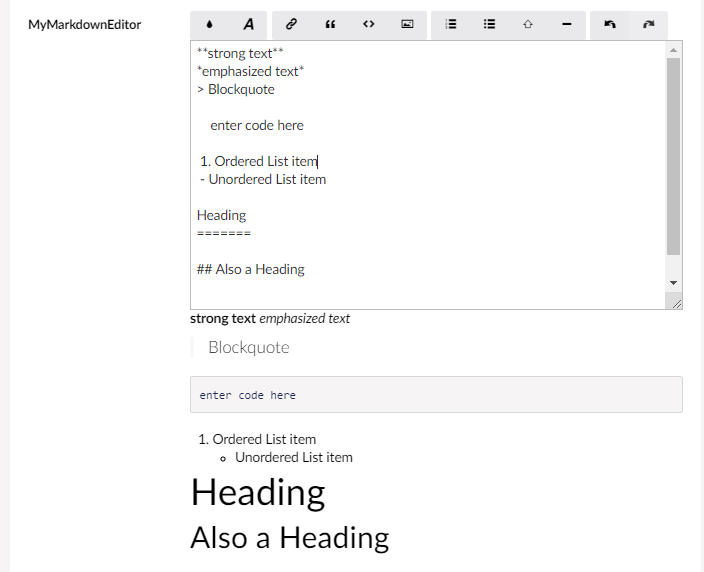 MyMarkdownEditor
**strong text**
*emphasized text*
> Blockquote
enter code here
1. Ordered List item
- Unordered List item
Heading
=======
## Also a Heading
strong text emphasized text
Blockquote
enter code here
1. Ordered List item
Unordered List item
Heading
Also a Heading